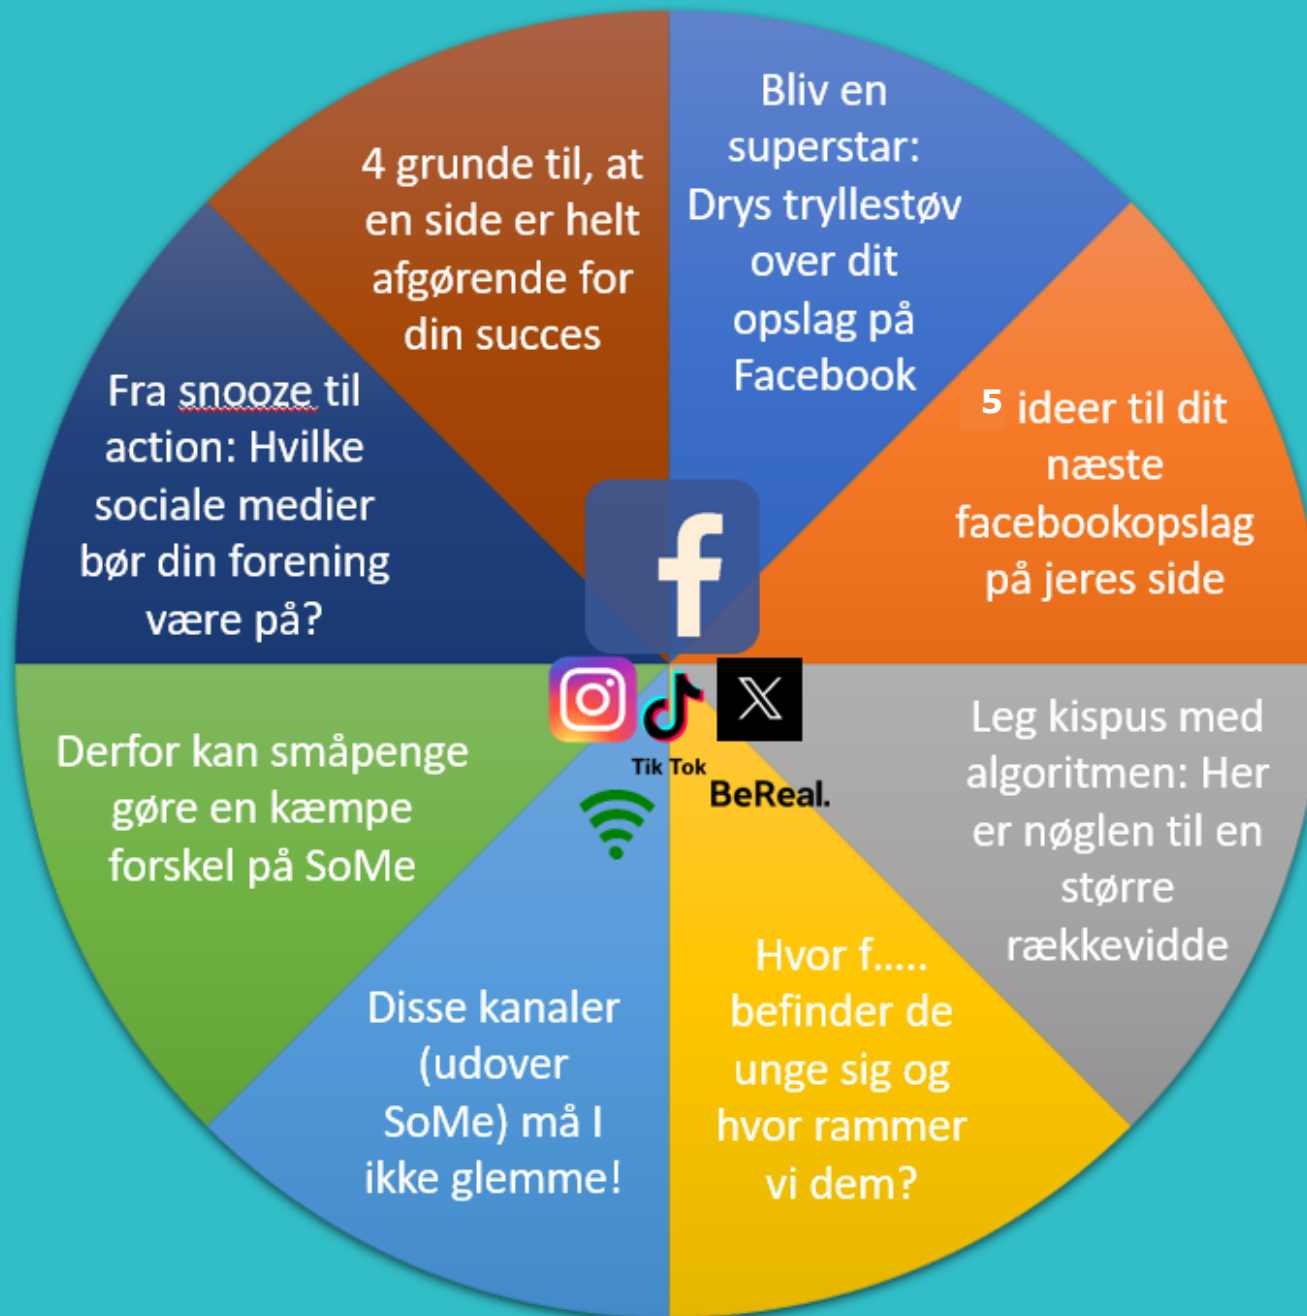 Bliv en
superstar:
Drys tryllestøv
over dit
opslag på
Facebook
5 ideer til dit
næste
facebookopslag
på jeres side
Leg kispus med
algoritmen: Her
er nøglen til en
større
rækkevidde
Hvor f.....
befinder de
unge sig og
hvor rammer
vi dem?
Disse kanaler
(udover
SoMe) må I
ikke glemme!
Derfor kan småpenge
gøre en kæmpe
forskel på SoMe
Fra snooze til
action: Hvilke
sociale medier
bør din forening
være på?
4 grunde til, at
en side er helt
afgørende for
din succes
f
X
Tik Tok
BeReal.